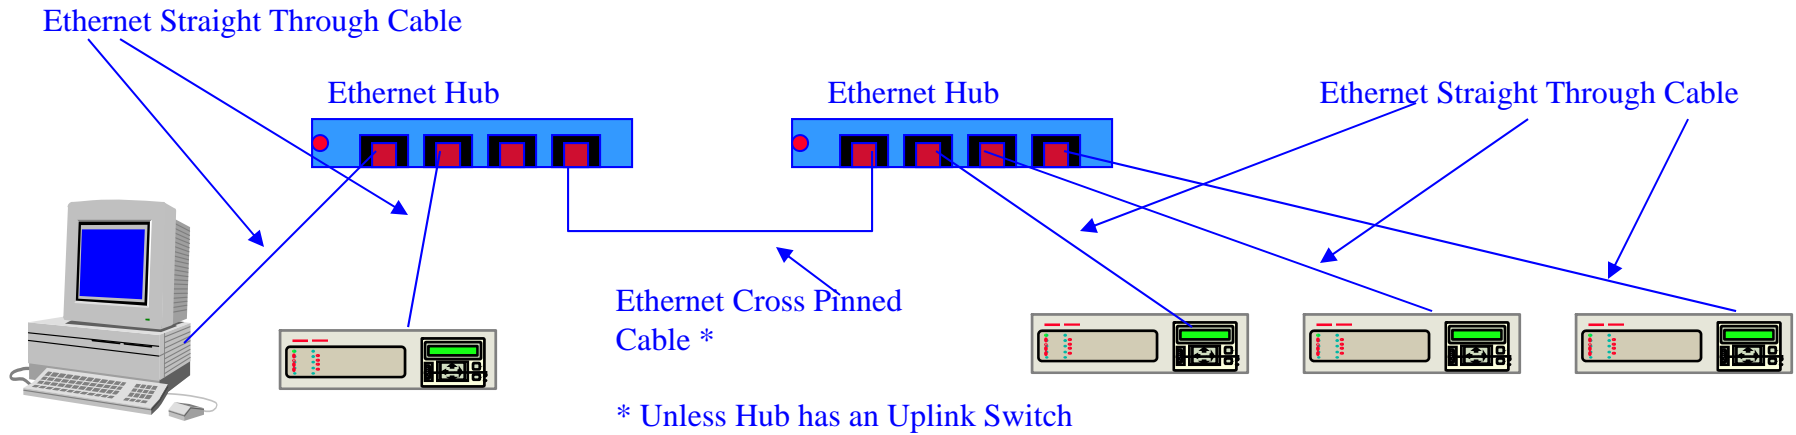 Ethernet Straight Through Cable
Ethernet Hub
Ethernet Hub
Ethernet Straight Through Cable
Ethernet Cross Pinned
Cable *
* Unless Hub has an Uplink Switch